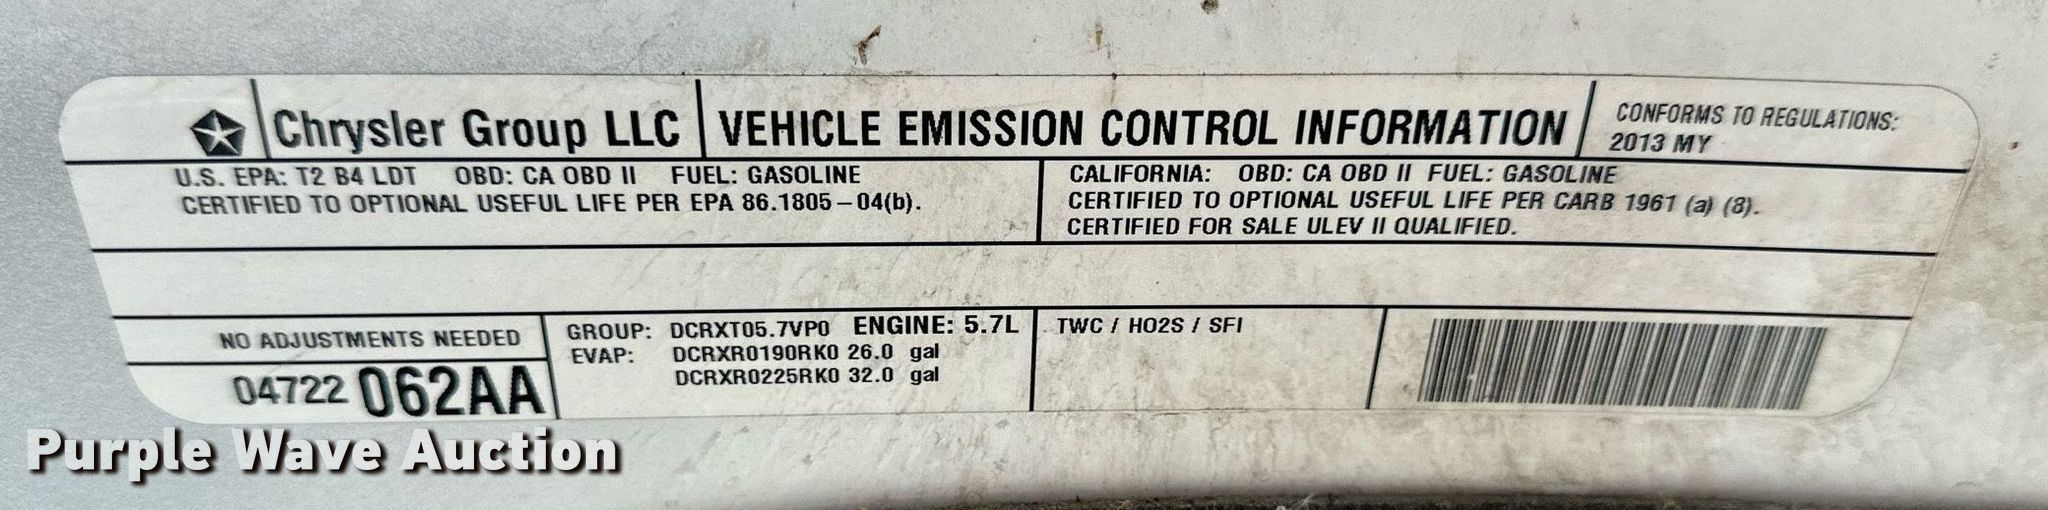 Chrysler Group LLC VEHICLE EMISSION CONTROL INFORMATION
CONFORMS TO REGULATIONS:
2013 MY
U.S. EPA: T2 B4 LDT OBD: CA OBD II FUEL: GASOLINE
CERTIFIED TO OPTIONAL USEFUL LIFE PER EPA 86.1805-04(b).
CALIFORNIA: OBD: CA OBD II FUEL: GASOLINE
CERTIFIED TO OPTIONAL USEFUL LIFE PER CARB 1961 (a) (8).
CERTIFIED FOR SALE ULEV II QUALIFIED.
NO ADJUSTMENTS NEEDED
04722 062AA
GROUP: DCRXT05.7VP0 ENGINE: 5.7L
EVAP: DCRXR0190RK0 26.0 gal
DCRXR0225RK0 32.0 gal
TWC / HO2S / SFI
Purple Wave Auction